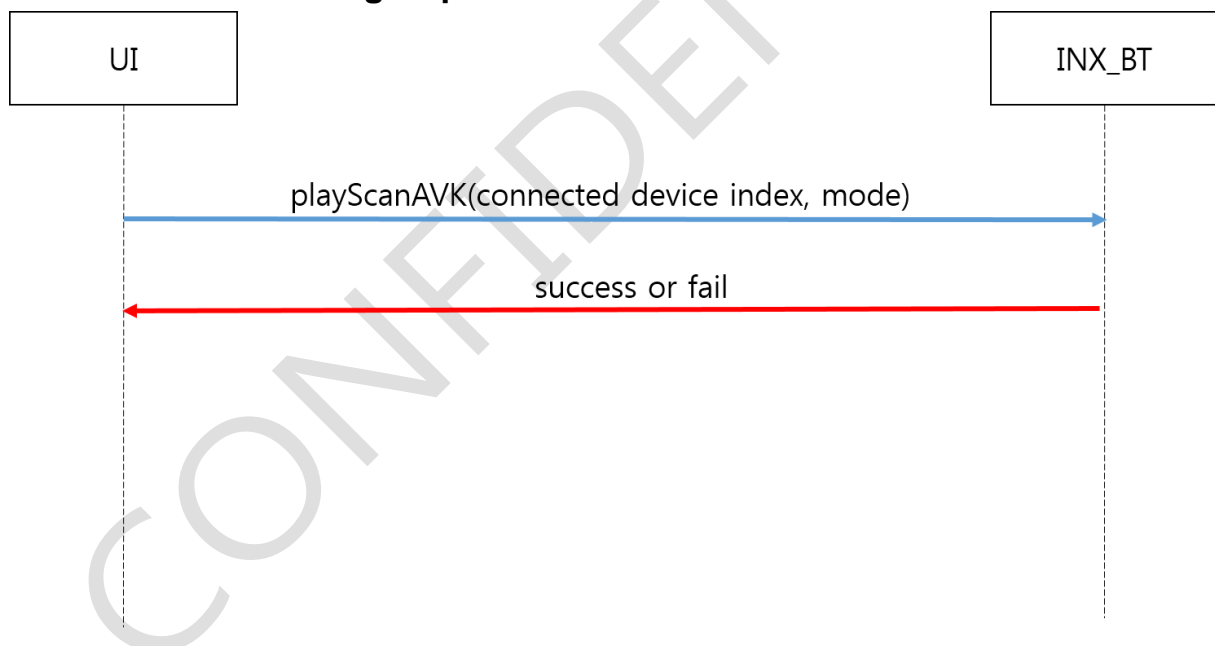 UI
INX_BT
playScanAVK(connected device index, mode)
success or fail
CONFIDE